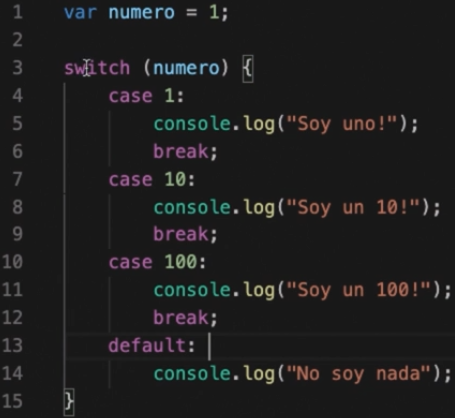 1 var numero = 1;
2
3 switch (numero) {
4     case 1:
5         console.log("Soy uno!");
6         break;
7     case 10:
8         console.log("Soy un 10!");
9         break;
10     case 100:
11         console.log("Soy un 100!");
12         break;
13     default:
14         console.log("No soy nada");
15 }